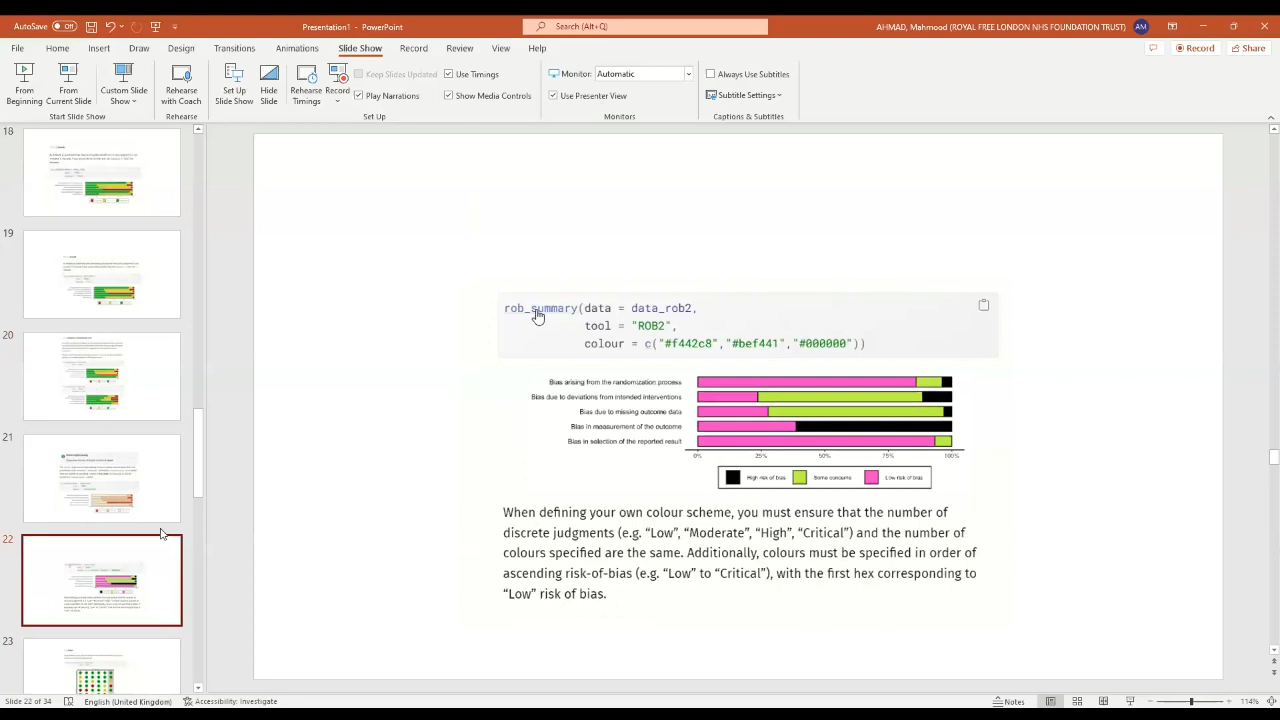 AutoSave Off
Presentation1 - PowerPoint
Search (Alt+Q)
AHMAD, Mahmood (ROYAL FREE LONDON NHS FOUNDATION TRUST) AM
File Home Insert Draw Design Transitions Animations Slide Show Record Review View Help
Record Share
From Beginning
From Current Slide
Custom Slide Show
Rehearse with Coach
Set Up Slide Show
Hide Slide
Rehearse Timings
Record
Keep Slides Updated
Play Narrations
Use Timings
Show Media Controls
Monitor: Automatic
Use Presenter View
Always Use Subtitles
Subtitle Settings
Start Slide Show
Rehearse
Set Up
Monitors
Captions & Subtitles
18
19
20
21
22
23
rob_summary(data = data_rob2,
tool = "ROB2",
colour = c("#f442c8","#bef441","#000000"))
Bias arising from the randomization process
Bias due to deviations from intended interventions
Bias due to missing outcome data
Bias in measurement of the outcome
Bias in selection of the reported result
0% 25% 50% 75% 100%
High risk of bias Some concerns Low risk of bias
When defining your own colour scheme, you must ensure that the number of
discrete judgments (e.g. “Low”, “Moderate”, “High”, “Critical”) and the number of
colours specified are the same. Additionally, colours must be specified in order of
ascending risk-of-bias (e.g. “Low” to “Critical”), with the first hex corresponding to
“Low” risk of bias.
Slide 22 of 34 English (United Kingdom) Accessibility: Investigate
Notes 114%